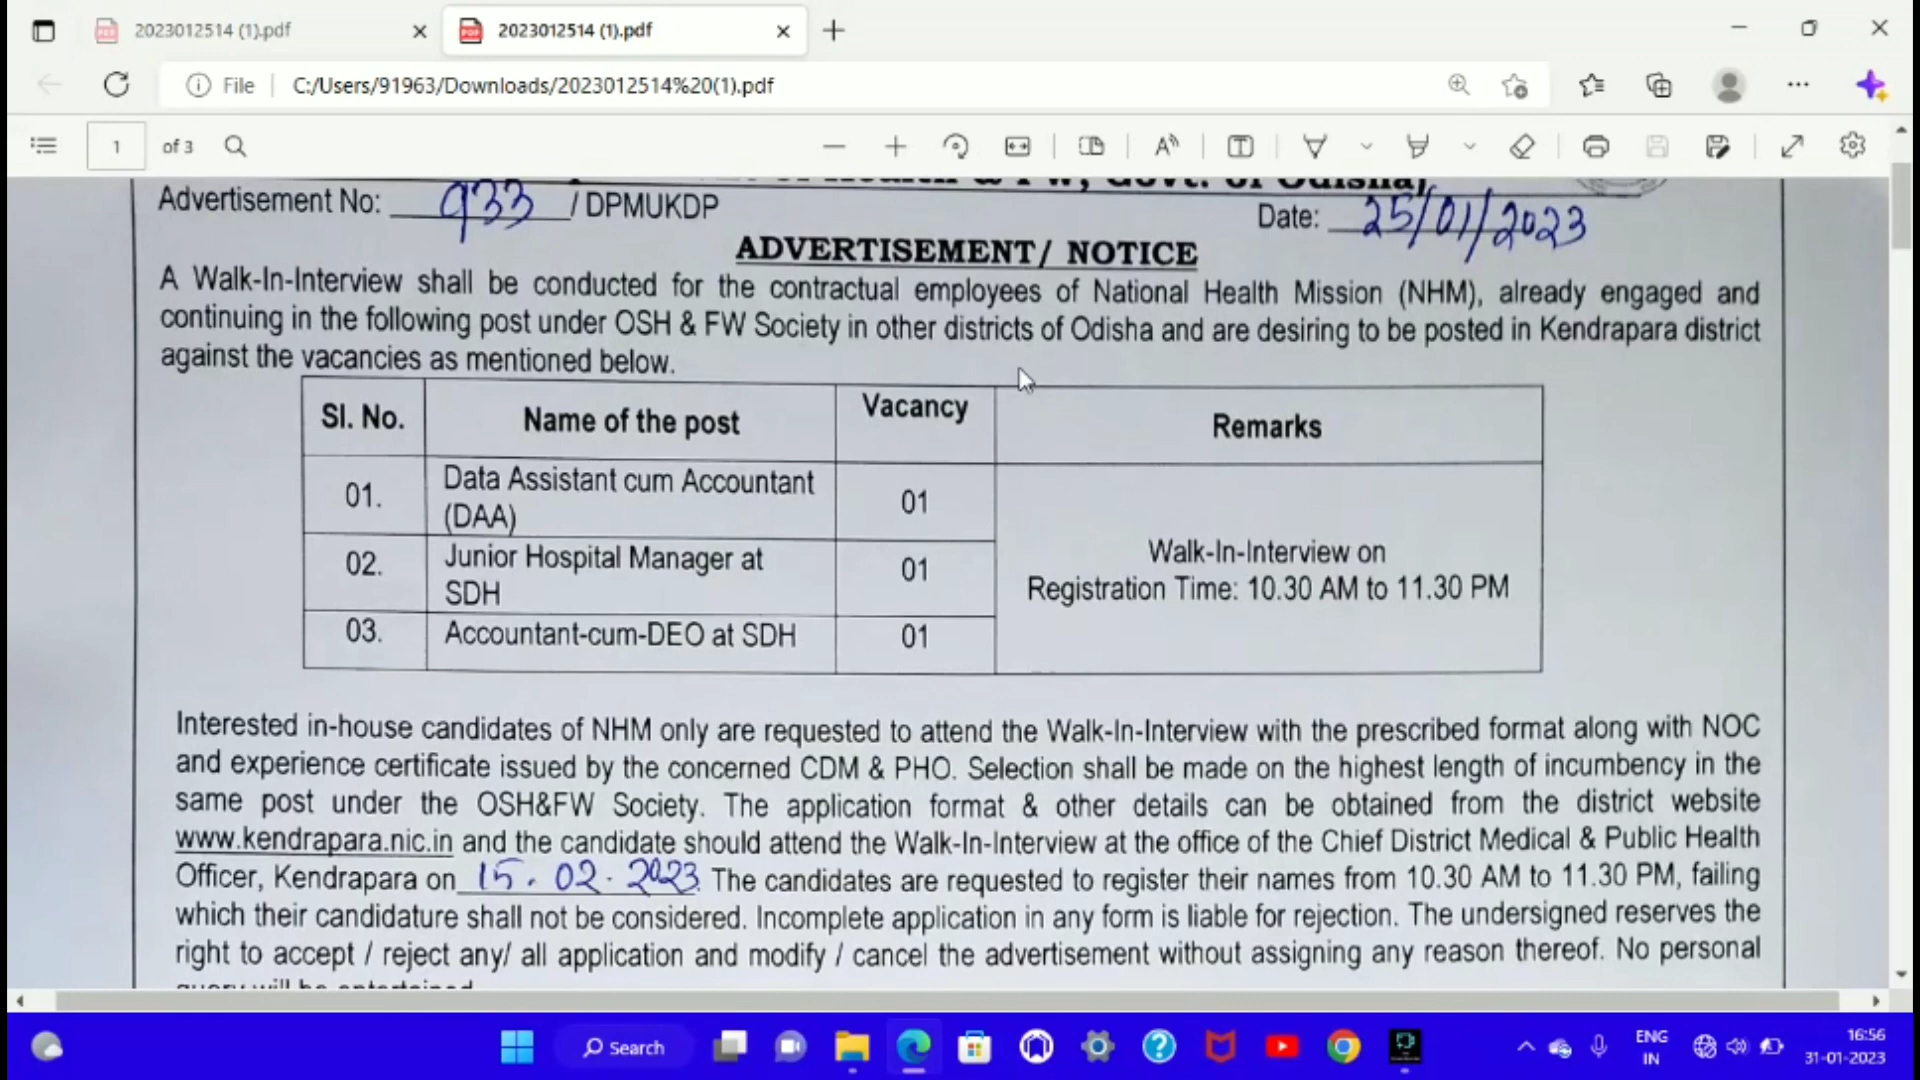 2023012514 (1).pdf
2023012514 (1).pdf
File
C:/Users/91963/Downloads/2023012514%20(1).pdf
1 of 3
Advertisement No: 933 / DPMUKDP
Date: 25/01/2023
ADVERTISEMENT/ NOTICE
A Walk-In-Interview shall be conducted for the contractual employees of National Health Mission (NHM), already engaged and
continuing in the following post under OSH & FW Society in other districts of Odisha and are desiring to be posted in Kendrapara district
against the vacancies as mentioned below.
Sl. No. Name of the post Vacancy Remarks
01. Data Assistant cum Accountant
(DAA) 01
02. Junior Hospital Manager at
SDH 01
03. Accountant-cum-DEO at SDH 01
Walk-In-Interview on
Registration Time: 10.30 AM to 11.30 PM
Interested in-house candidates of NHM only are requested to attend the Walk-In-Interview with the prescribed format along with NOC
and experience certificate issued by the concerned CDM & PHO. Selection shall be made on the highest length of incumbency in the
same post under the OSH&FW Society. The application format & other details can be obtained from the district website
www.kendrapara.nic.in and the candidate should attend the Walk-In-Interview at the office of the Chief District Medical & Public Health
Officer, Kendrapara on 15.02.2023. The candidates are requested to register their names from 10.30 AM to 11.30 PM, failing
which their candidature shall not be considered. Incomplete application in any form is liable for rejection. The undersigned reserves the
right to accept / reject any/ all application and modify / cancel the advertisement without assigning any reason thereof. No personal
Search
ENG
IN
16:56
31-01-2023